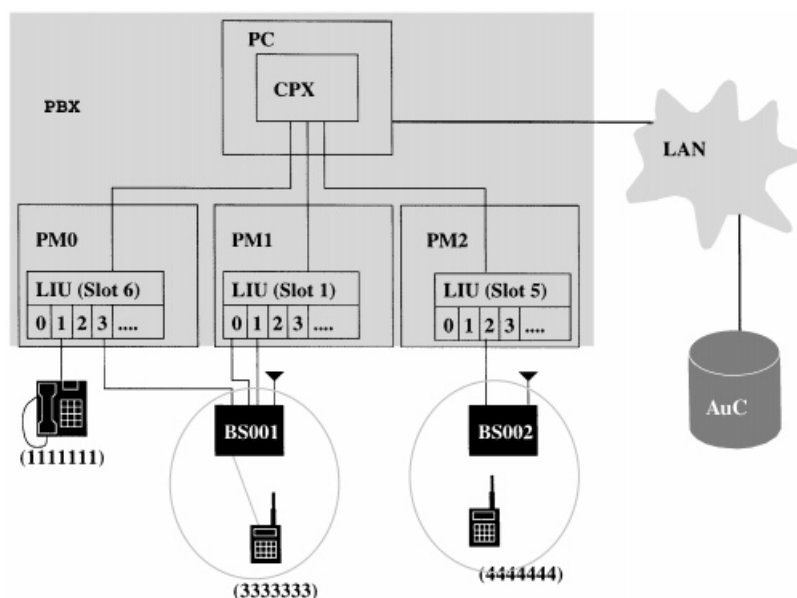 PC
CPX
PBX
LAN
PM0
PM1
PM2
LIU (Slot 6)
LIU (Slot 1)
LIU (Slot 5)
0 1 2 3 ....
0 1 2 3 ....
0 1 2 3 ....
AuC
BS001
BS002
(1111111)
(4444444)
(3333333)